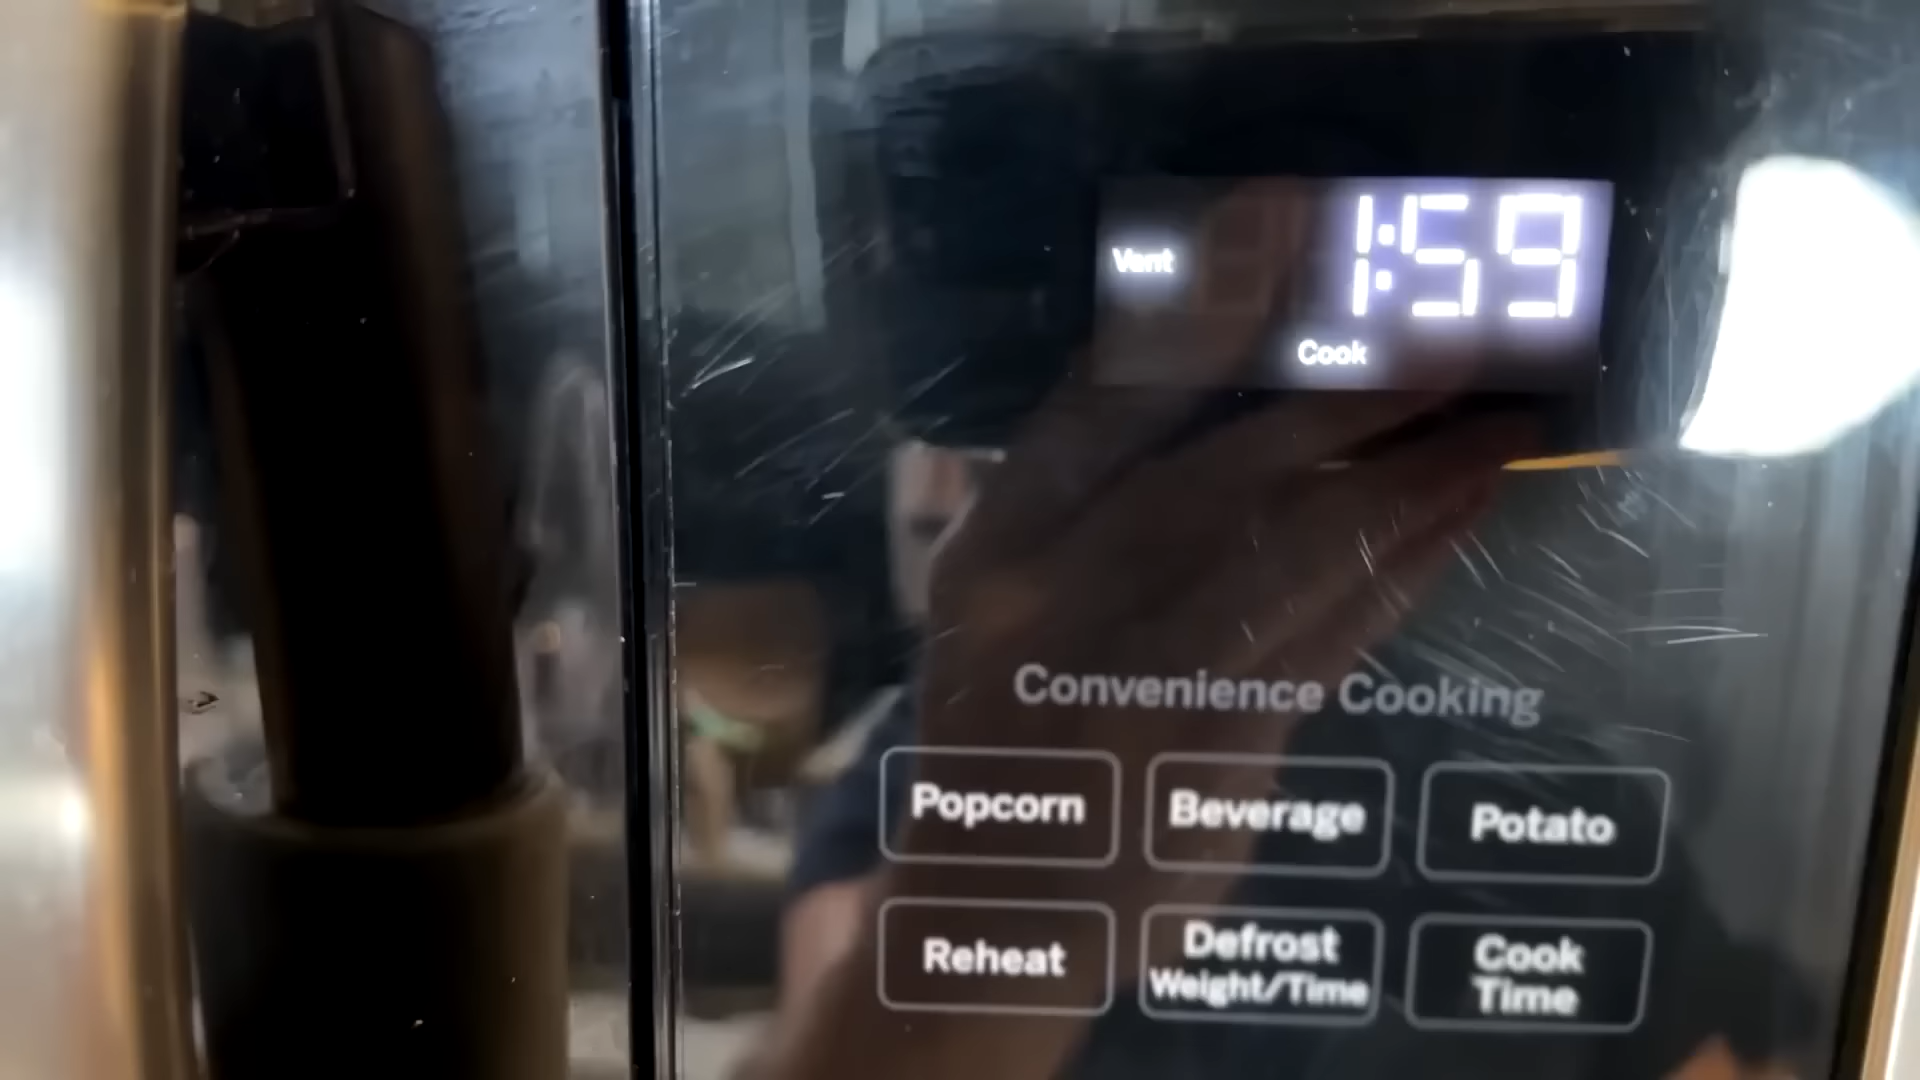 1:59
Vent
Cook
Convenience Cooking
Popcorn
Beverage
Potato
Reheat
Defrost
Weight/Time
Cook
Time